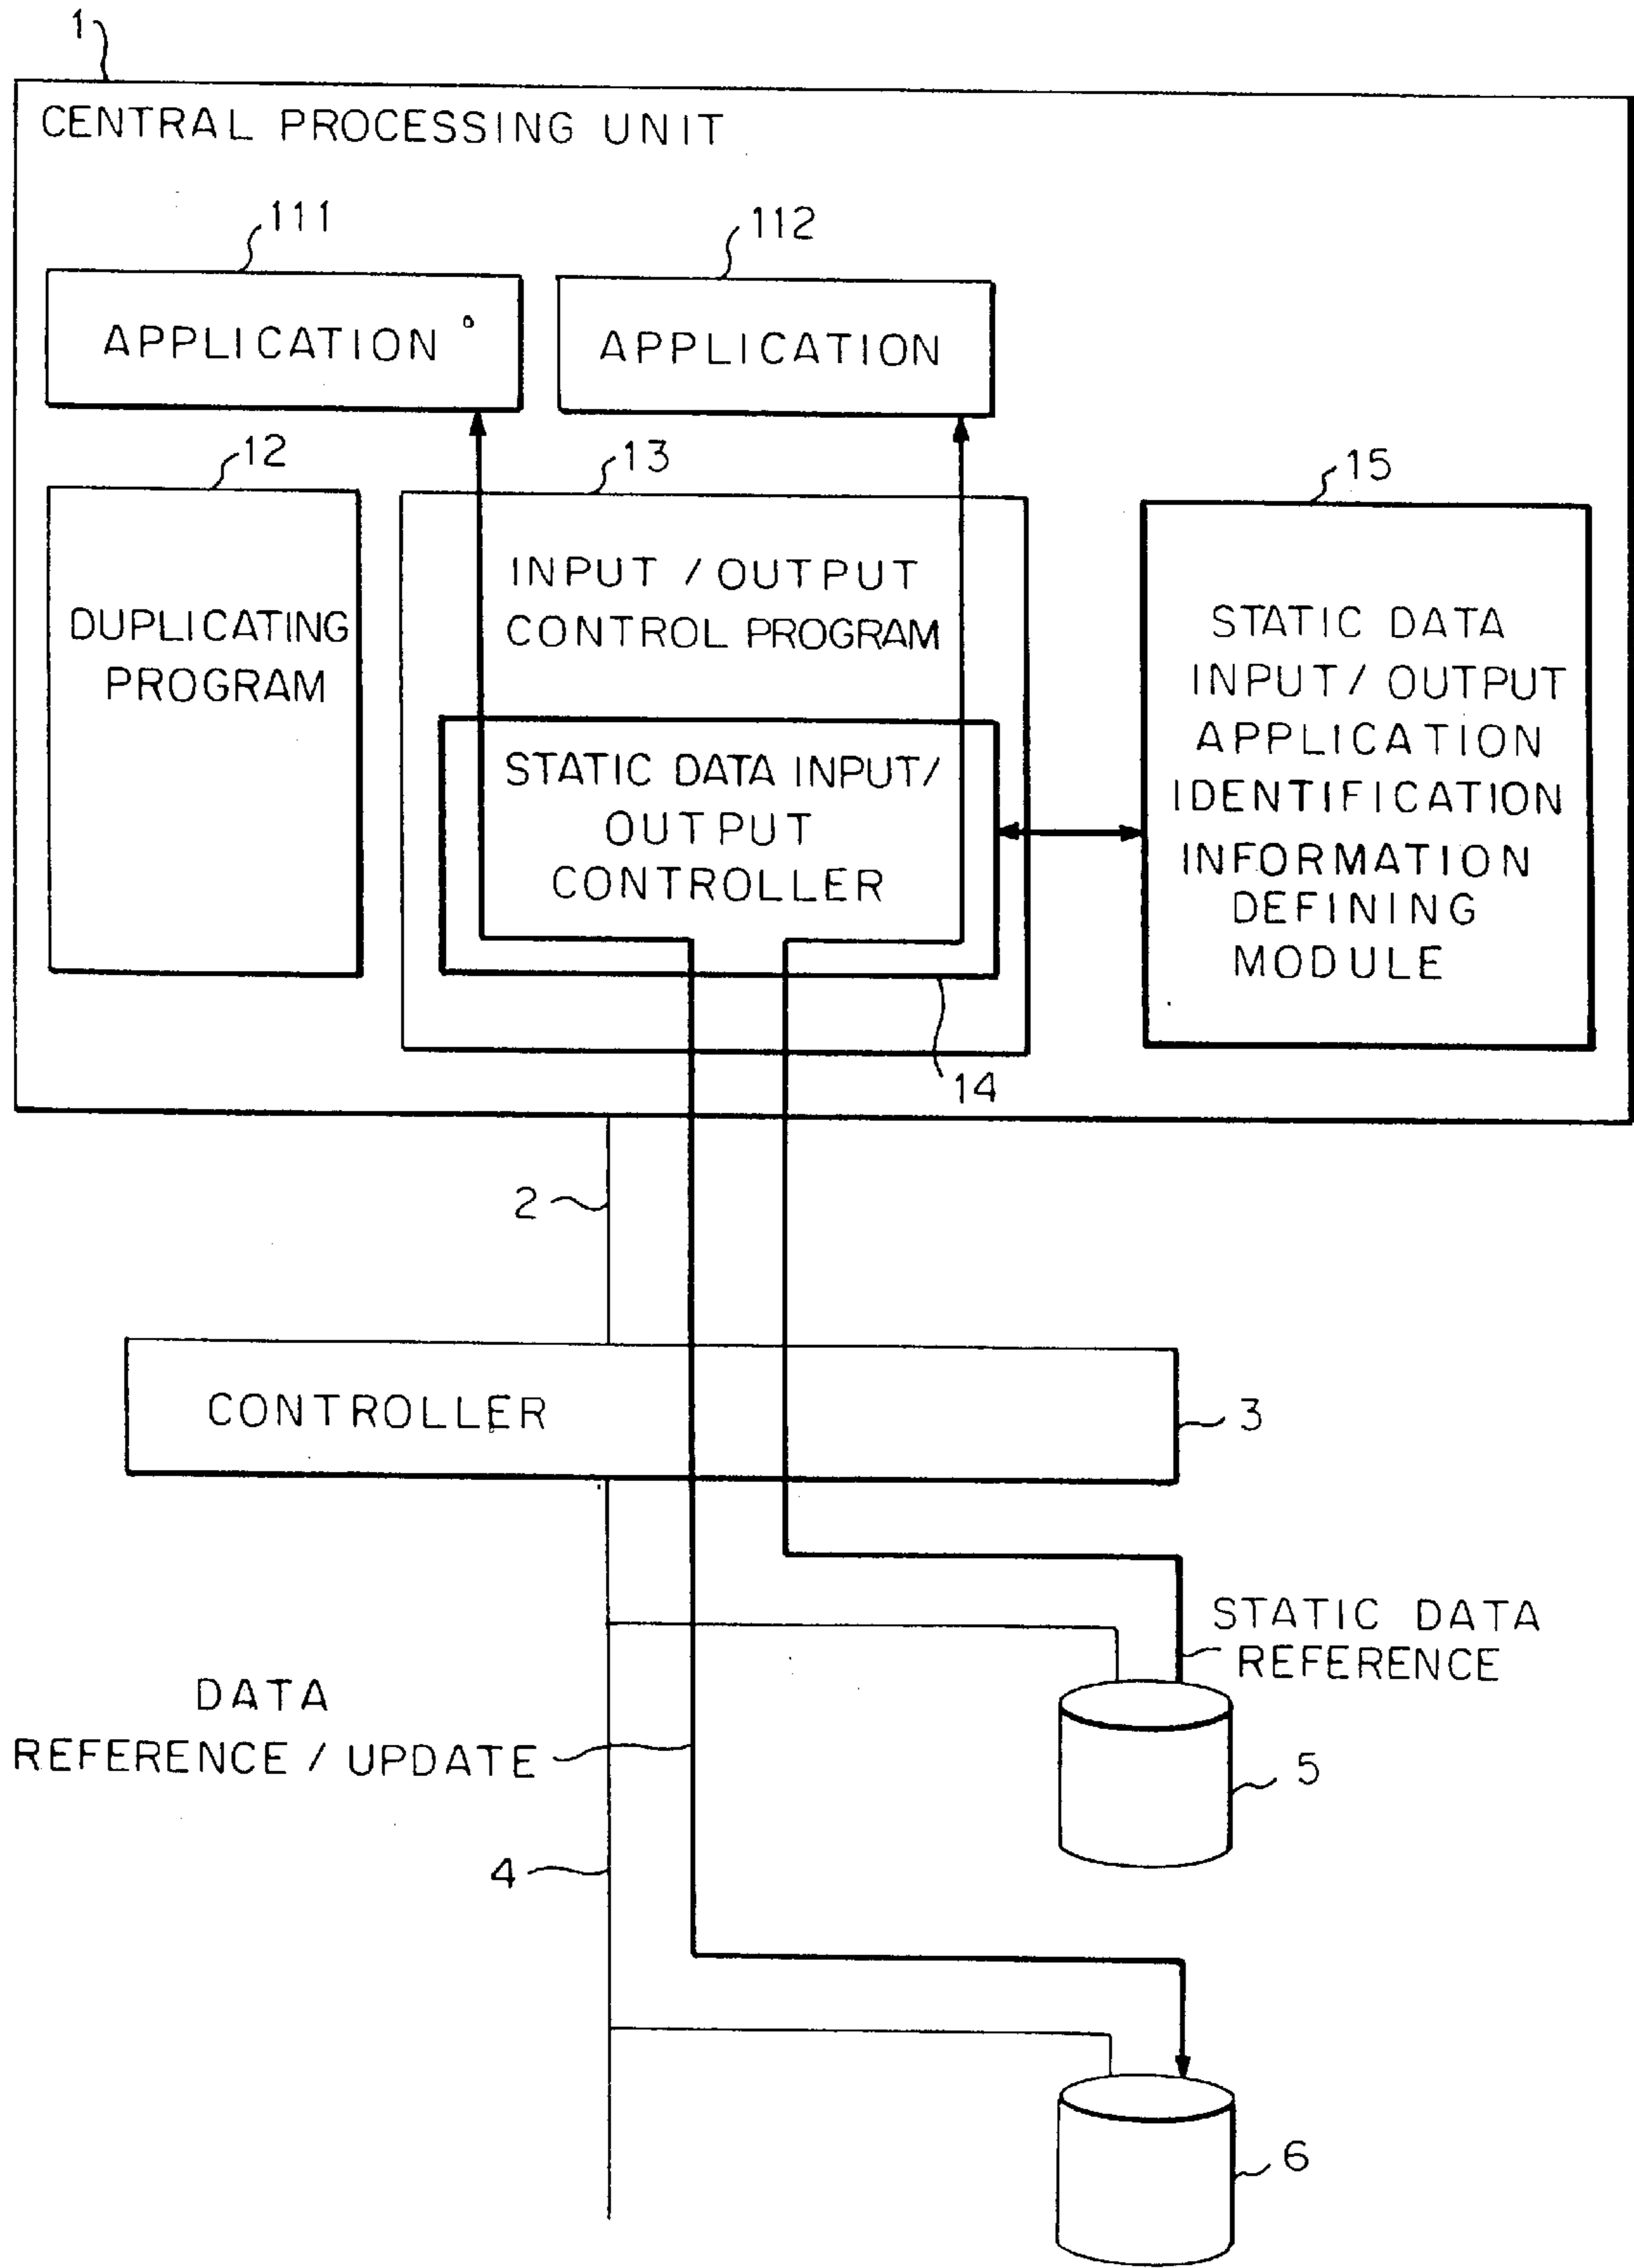 1
CENTRAL PROCESSING UNIT
111
112
APPLICATION
APPLICATION
12
13
15
DUPLICATING
PROGRAM
INPUT / OUTPUT
CONTROL PROGRAM
STATIC DATA INPUT/
OUTPUT
CONTROLLER
STATIC DATA
INPUT / OUTPUT
APPLICATION
IDENTIFICATION
INFORMATION
DEFINING
MODULE
14
2
CONTROLLER
3
STATIC DATA
REFERENCE
DATA
REFERENCE / UPDATE
5
4
6